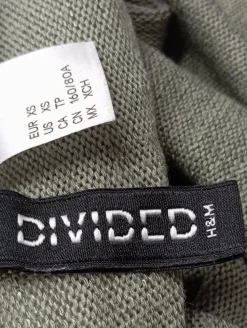 EUR XS
US XS
CA TP
CN 160/80A
MX XCH
DIVIDED
H&M